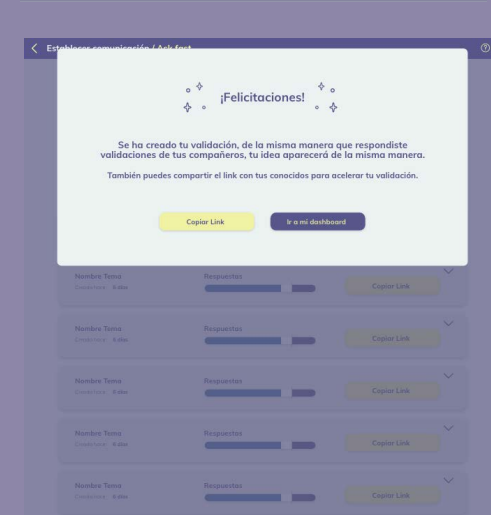 Establecer comunicación / Ask fast
¡Felicitaciones!
Se ha creado tu validación, de la misma manera que respondiste
validaciones de tus compañeros, tu idea aparecerá de la misma manera.
También puedes compartir el link con tus conocidos para acelerar tu validación.
Copiar Link Ir a mi dashboard
Nombre Tema Respuestas
Copiar Link
Nombre Tema Respuestas
Copiar Link
Nombre Tema Respuestas
Copiar Link
Nombre Tema Respuestas
Copiar Link
Nombre Tema Respuestas
Copiar Link